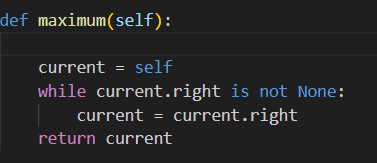 def maximum(self):
    current = self
    while current.right is not None:
        current = current.right
    return current